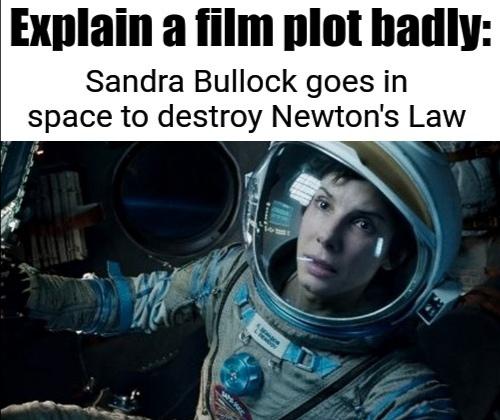 Explain a film plot badly:
Sandra Bullock goes in
space to destroy Newton's Law